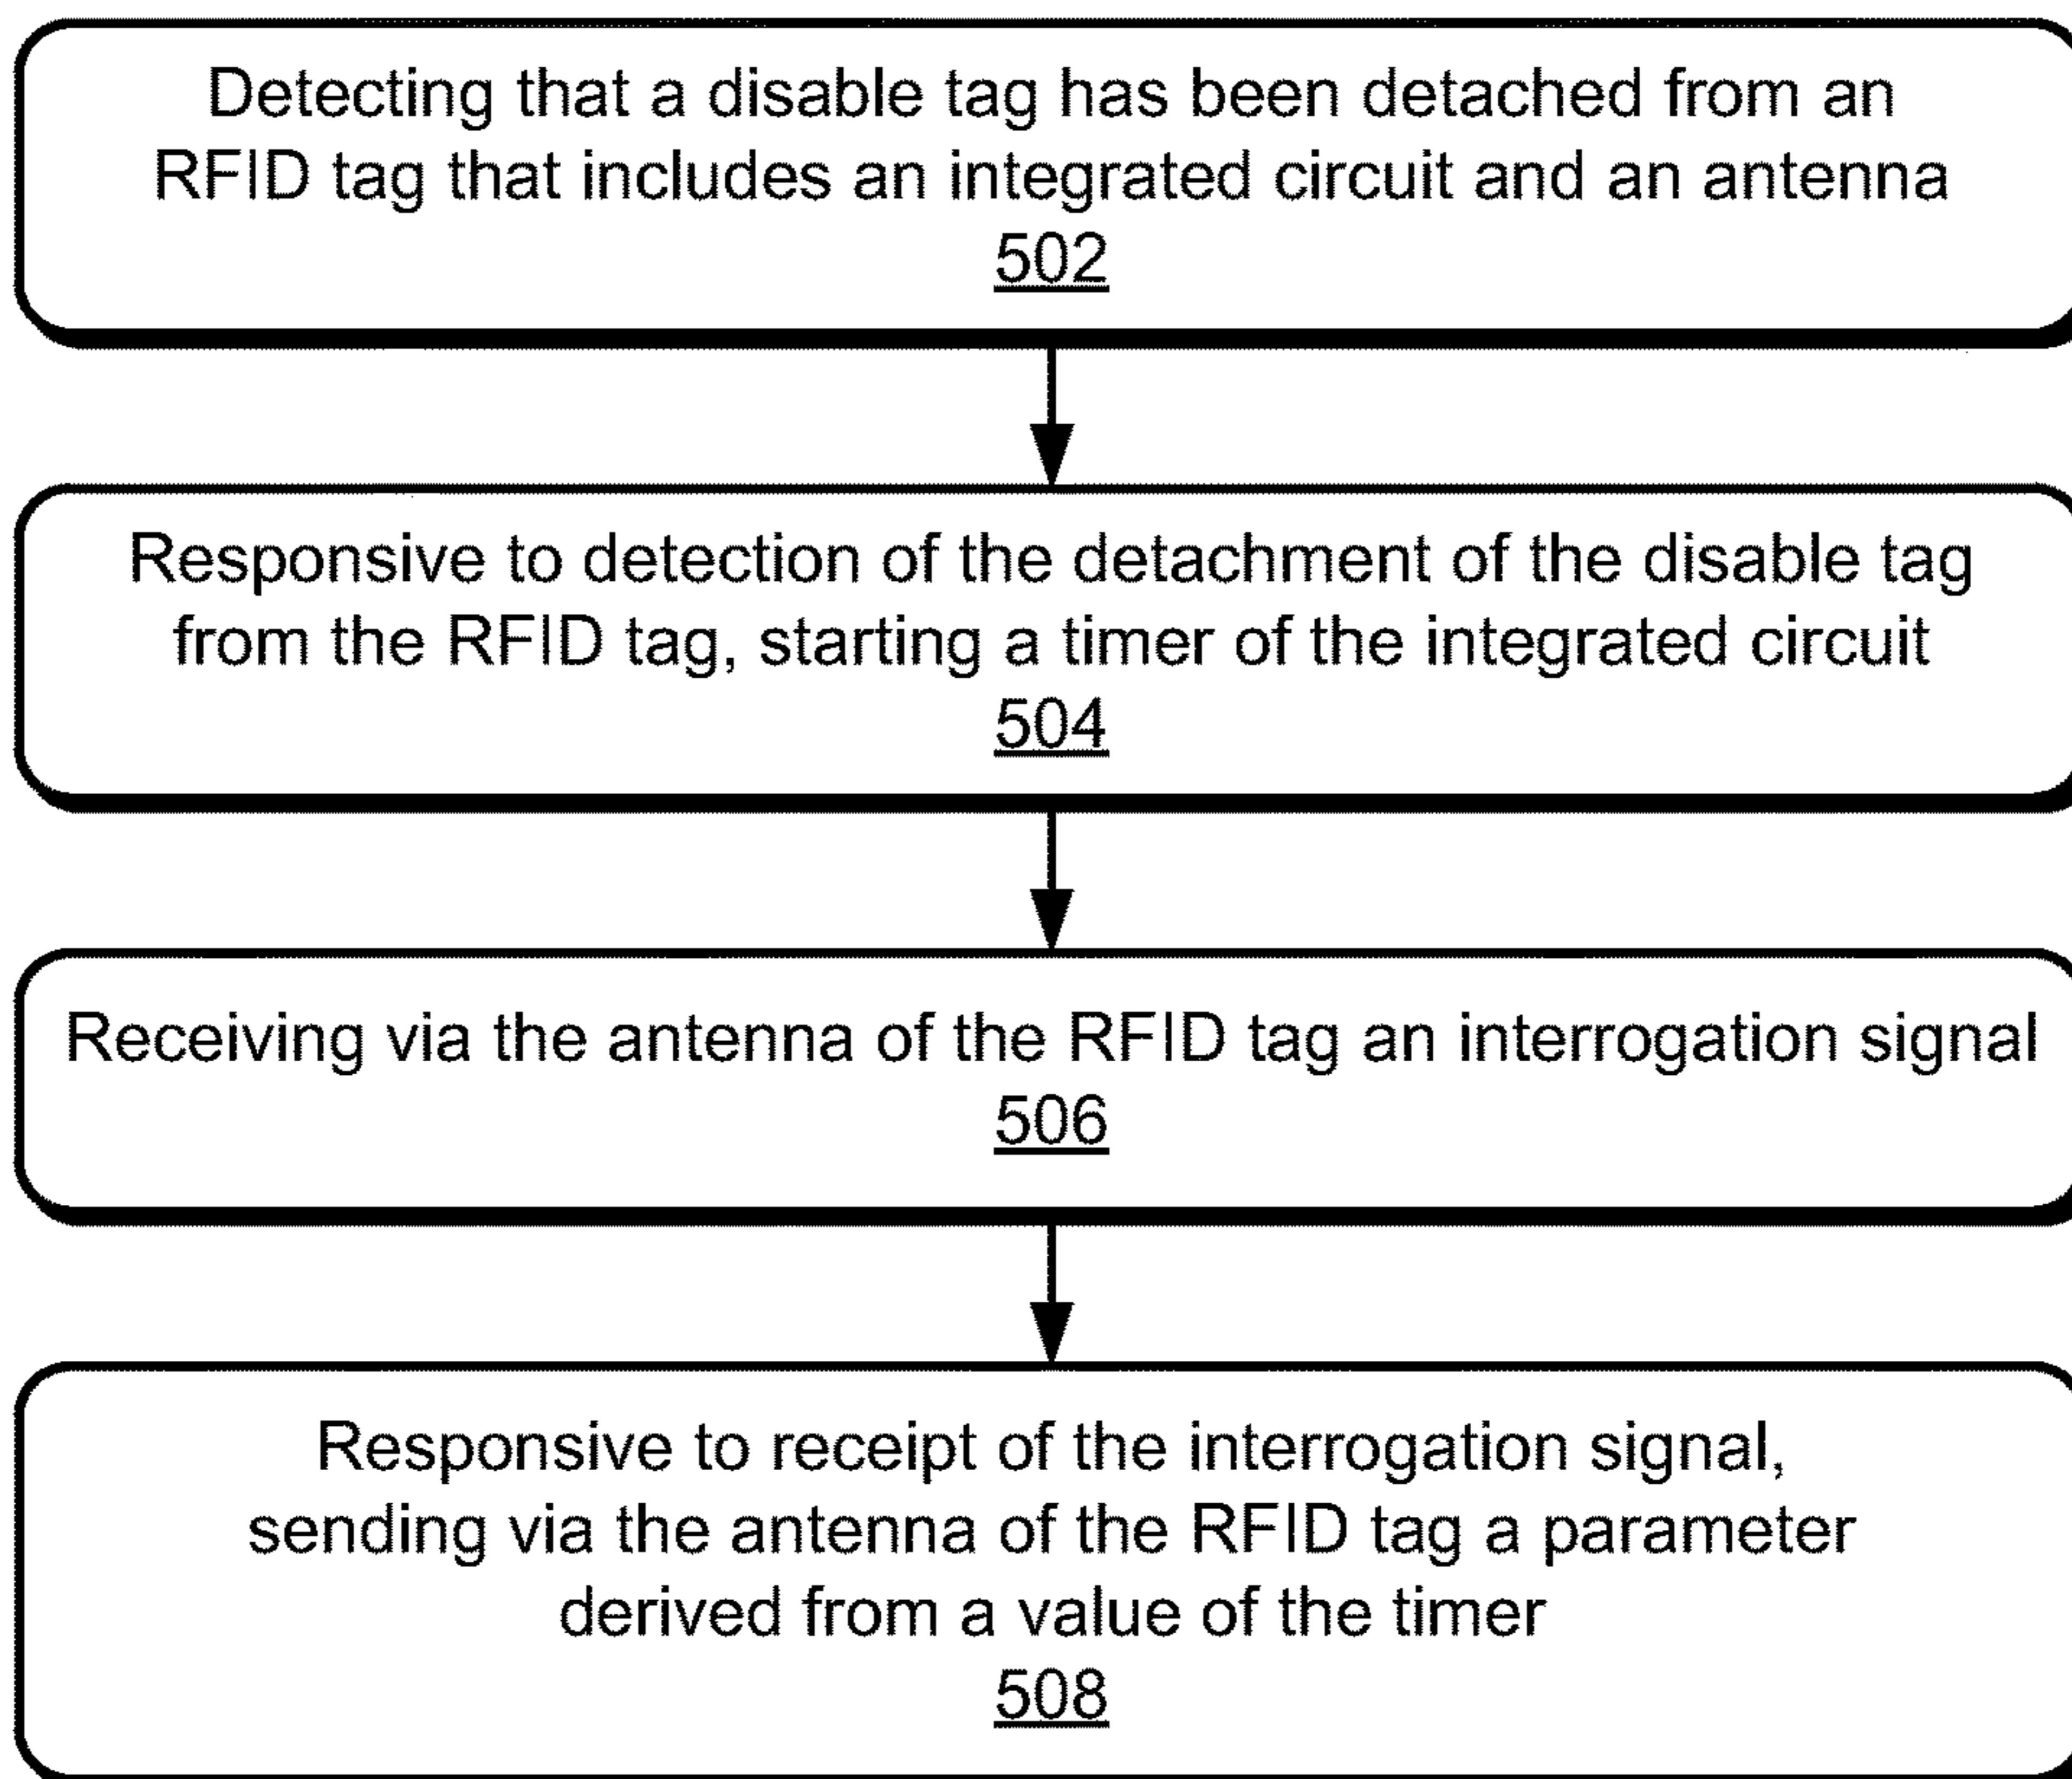 Detecting that a disable tag has been detached from an
RFID tag that includes an integrated circuit and an antenna
502
Responsive to detection of the detachment of the disable tag
from the RFID tag, starting a timer of the integrated circuit
504
Receiving via the antenna of the RFID tag an interrogation signal
506
Responsive to receipt of the interrogation signal,
sending via the antenna of the RFID tag a parameter
derived from a value of the timer
508